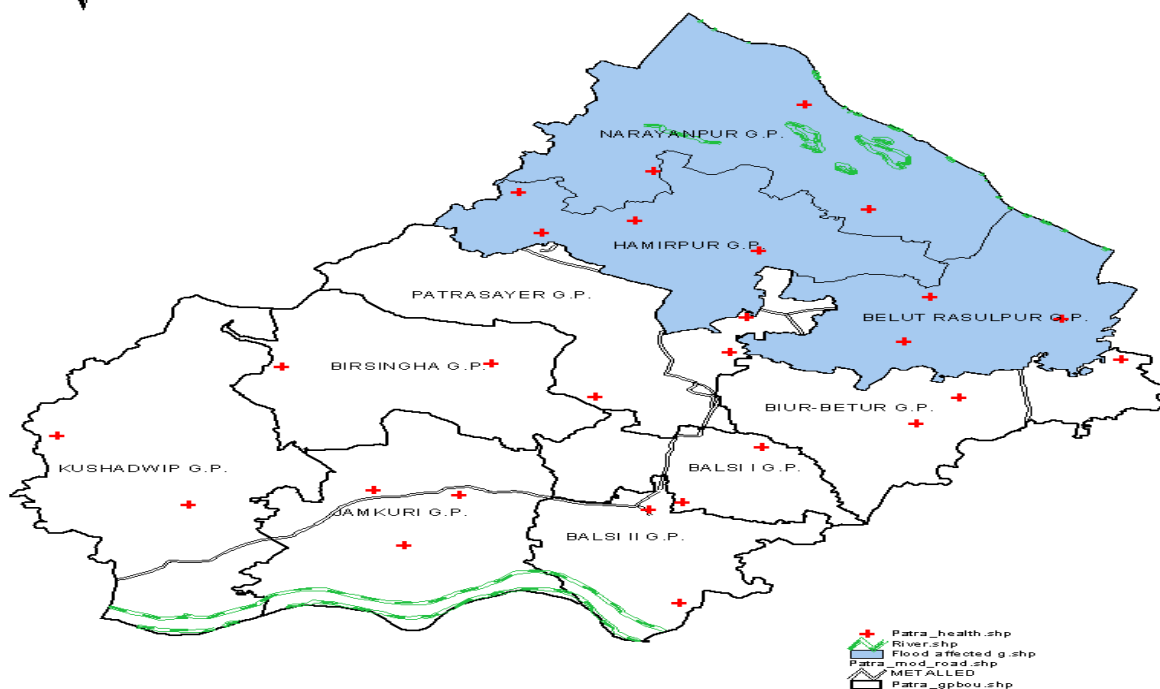 NARAYANPUR G.P.
HAMIRPUR G.P.
PATRASAYER G.P.
BELUT RASULPUR G.P.
BIRSINGHA G.P.
BIUR-BETUR G.P.
KUSHADWIP G.P.
BALSI I G.P.
JAMKURI G.P.
BALSI II G.P.
Patra_health.shp
River.shp
Flood affected g.shp
Patra_mod_road.shp
METALLED
Patra_gpbou.shp